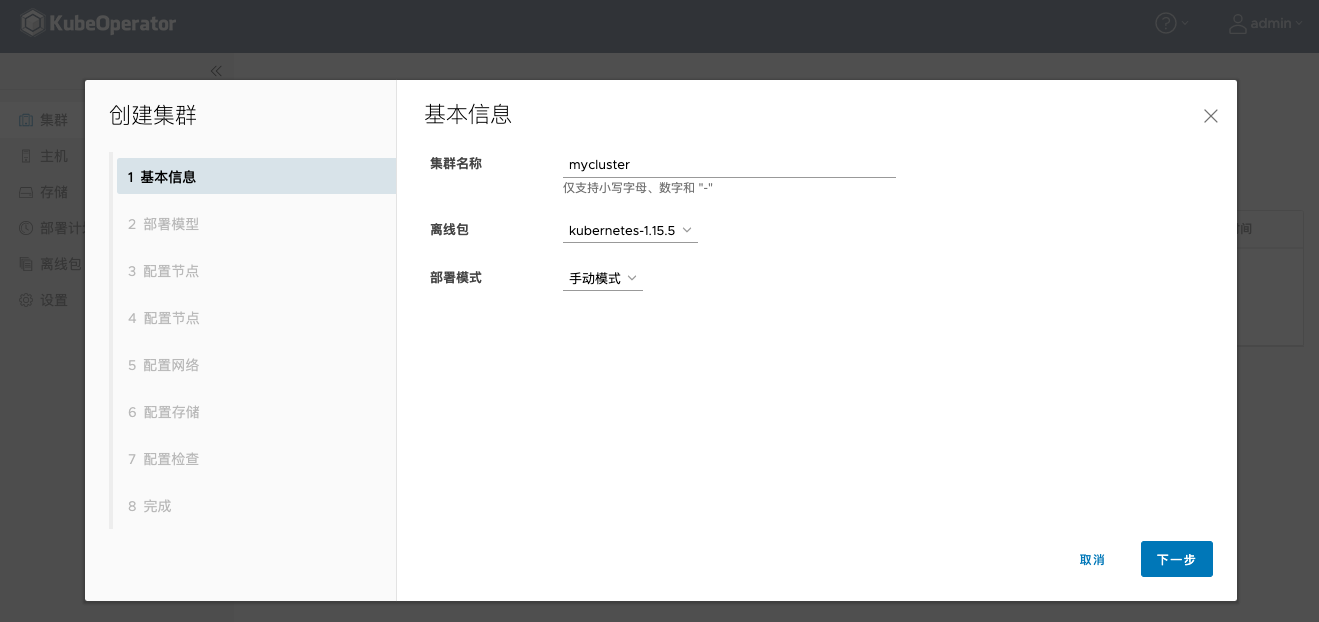 KubeOperator
admin
集群
主机
存储
部署计
离线包
设置
间
创建集群
1 基本信息
2 部署模型
3 配置节点
4 配置节点
5 配置网络
6 配置存储
7 配置检查
8 完成
基本信息
集群名称
mycluster
仅支持小写字母、数字和 "-"
离线包
kubernetes-1.15.5
部署模式
手动模式
取消
下一步